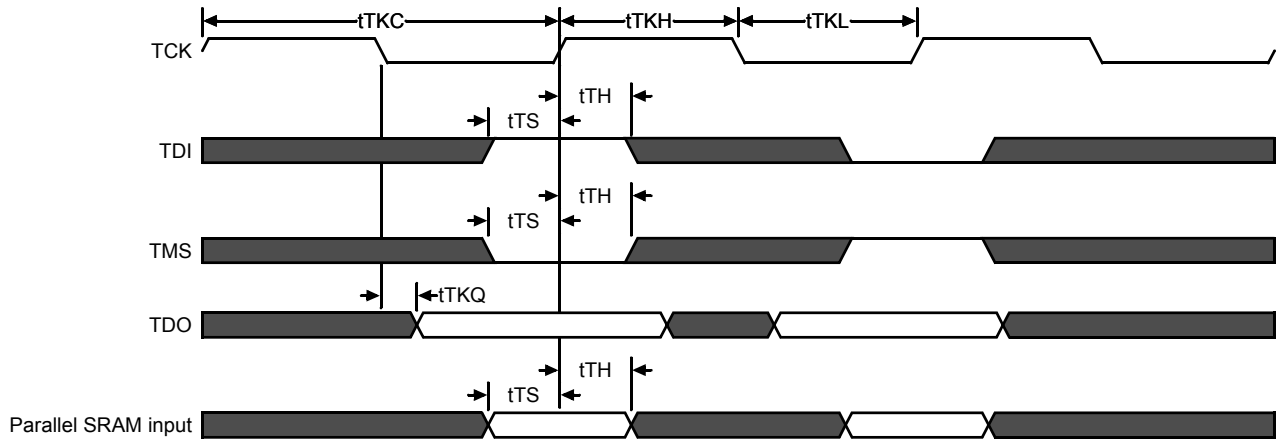 tTKC tTKH tTKL
TCK
tTH
tTS
TDI
tTH
tTS
TMS
tTKQ
TDO
tTH
tTS
Parallel SRAM input